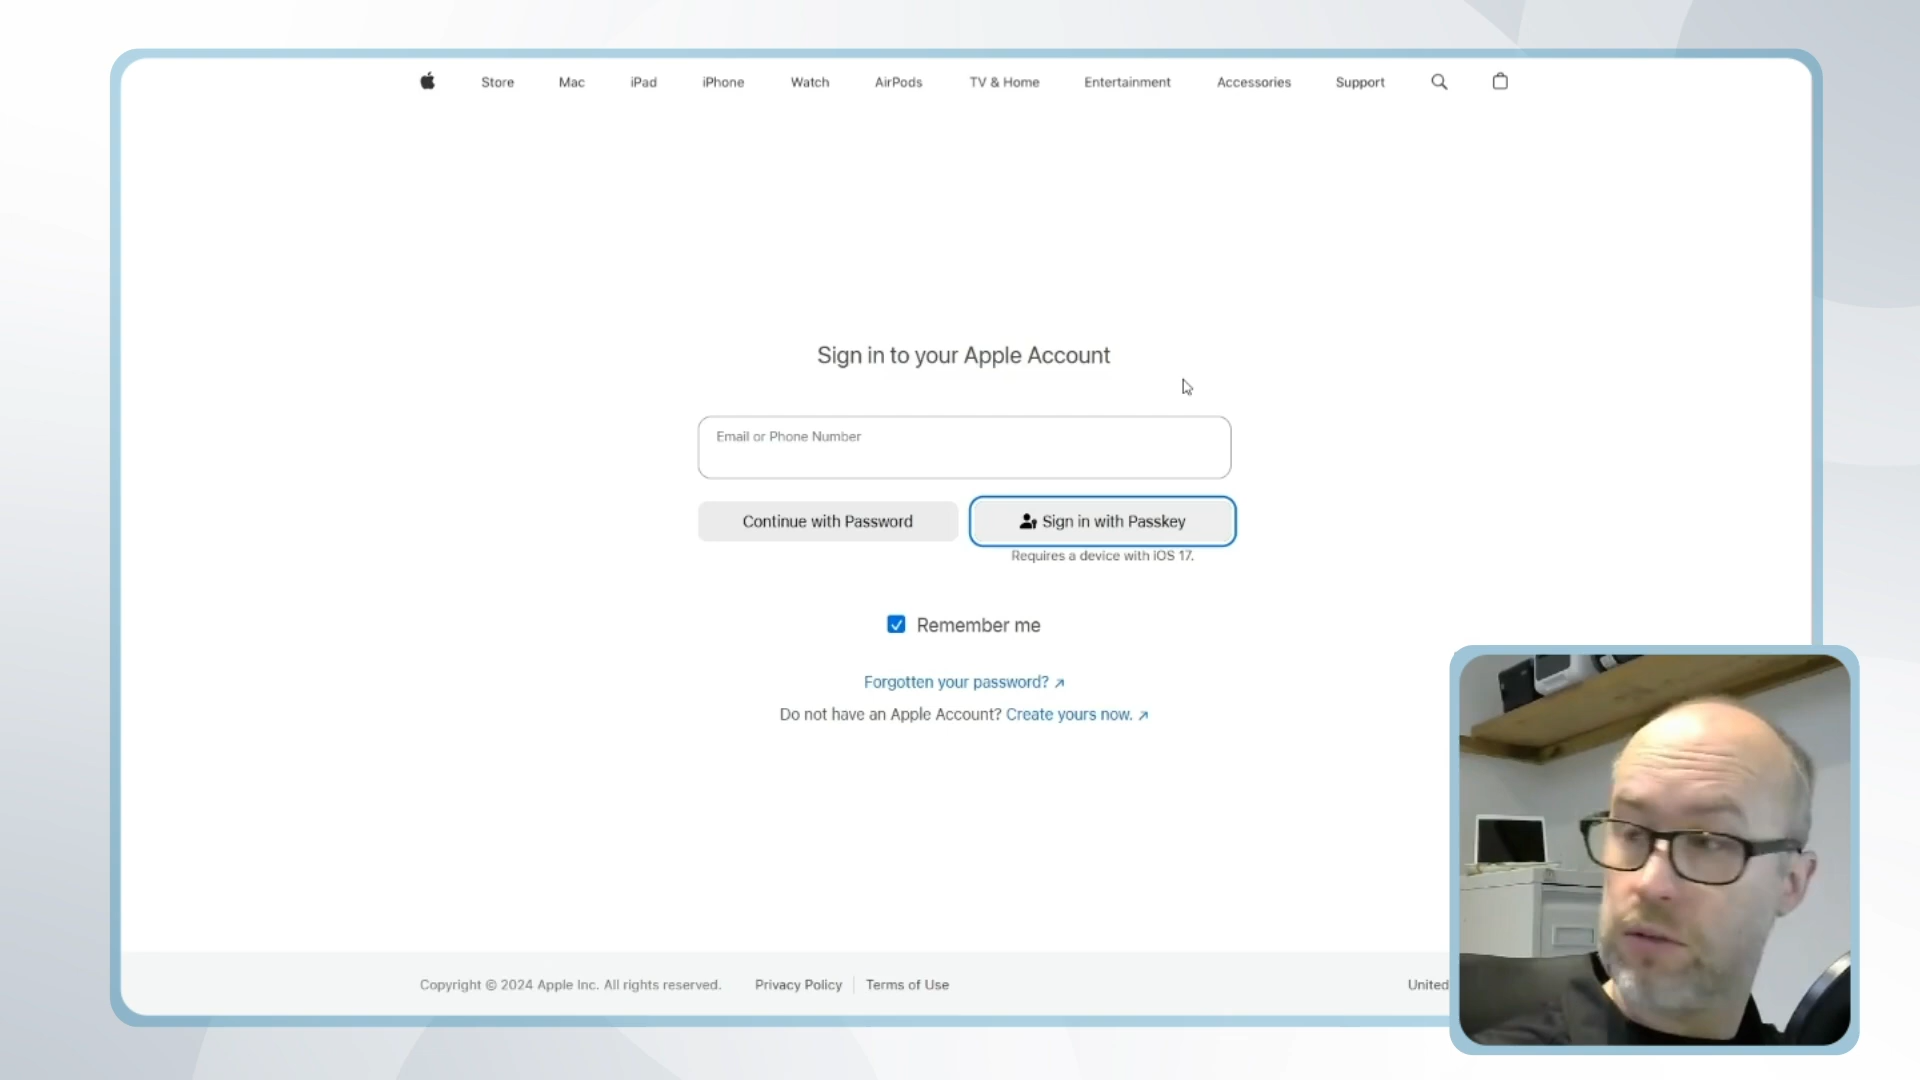 Store Mac iPad iPhone Watch AirPods TV & Home Entertainment Accessories Support
Sign in to your Apple Account
Email or Phone Number
Continue with Password Sign in with Passkey
Requires a device with iOS 17.
Remember me
Forgotten your password? ↗
Do not have an Apple Account? Create yours now. ↗
Copyright © 2024 Apple Inc. All rights reserved. Privacy Policy Terms of Use United